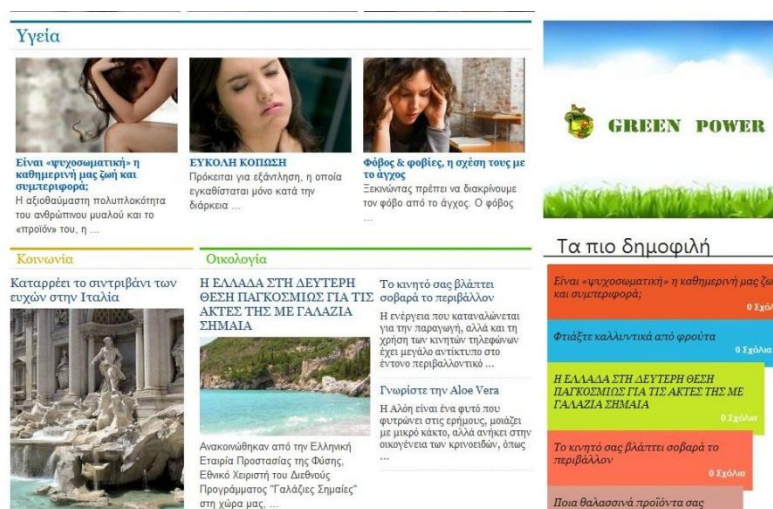 Υγεία
Είναι «ψυχοσωματική» η
καθημερινή μας ζωή και
συμπεριφορά;
Η αξιοθαύμαστη πολυπλοκότητα
του ανθρώπινου μυαλού και το
«προϊόν» του, η ...
ΕΥΚΟΛΗ ΚΟΠΩΣΗ
Πρόκειται για εξάντληση, η οποία
εγκαθίσταται μόνο κατά την
διάρκεια ...
Φόβος & φοβίες, η σχέση τους με
το άγχος
Ξεκινώντας πρέπει να διακρίνουμε
τον φόβο από το άγχος. Ο φόβος
...
Κοινωνία
Καταρρέει το σιντριβάνι των
ευχών στην Ιταλία
Οικολογία
Η ΕΛΛΑΔΑ ΣΤΗ ΔΕΥΤΕΡΗ
ΘΕΣΗ ΠΑΓΚΟΣΜΙΩΣ ΓΙΑ ΤΙΣ
ΑΚΤΕΣ ΤΗΣ ΜΕ ΓΑΛΑΖΙΑ
ΣΗΜΑΙΑ
Ανακοινώθηκαν από την Ελληνική
Εταιρία Προστασίας της Φύσης,
Εθνικό Χειριστή του Διεθνούς
Προγράμματος "Γαλάζιες Σημαίες"
στη χώρα μας, ...
Το κινητό σας βλάπτει
σοβαρά το περιβάλλον
Η ενέργεια που καταναλώνεται
για την παραγωγή, αλλά και τη
χρήση των κινητών τηλεφώνων
έχει μεγάλο αντίκτυπο στο
έντονο περιβαλλοντικό ...
Γνωρίστε την Aloe Vera
Η Αλόη είναι ένα φυτό που
φυτρώνει στις ερήμους, μοιάζει
με μικρό κάκτο, αλλά ανήκει στην
οικογένεια των κρινοειδών, όπως
...
GREEN POWER
Τα πιο δημοφιλή
Είναι «ψυχοσωματική» η καθημερινή μας ζω
και συμπεριφορά;
0 Σχόλ
Φτιάξτε καλλυντικά από φρούτα
0 Σχόλια
Η ΕΛΛΑΔΑ ΣΤΗ ΔΕΥΤΕΡΗ ΘΕΣΗ
ΠΑΓΚΟΣΜΙΩΣ ΓΙΑ ΤΙΣ ΑΚΤΕΣ ΤΗΣ ΜΕ
ΓΑΛΑΖΙΑ ΣΗΜΑΙΑ
0 Σχόλια
Το κινητό σας βλάπτει σοβαρά το
περιβάλλον
0 Σχόλια
Ποια θαλασσινά προϊόντα σας